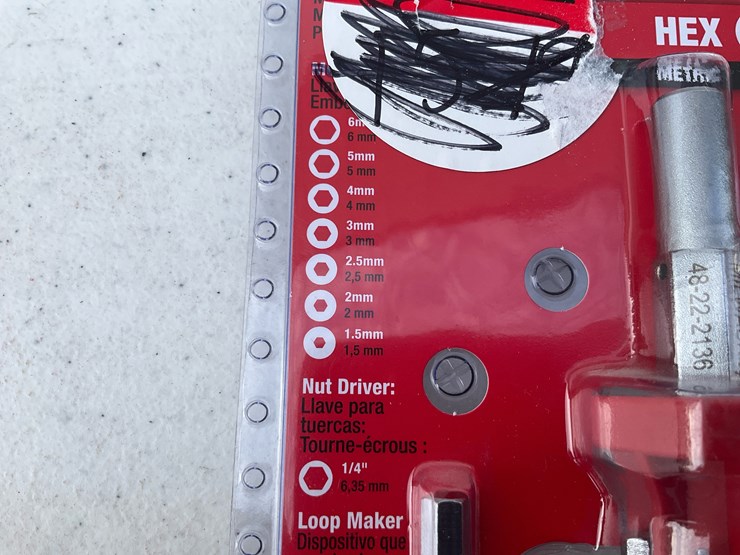 HEX
METRIC
6mm
6 mm
5mm
5 mm
4mm
4 mm
3mm
3 mm
2.5mm
2,5 mm
2mm
2 mm
1.5mm
1,5 mm
Nut Driver:
Llave para
tuercas:
Tourne-écrous :
1/4"
6,35 mm
Loop Maker
Dispositivo que
48-22-2136